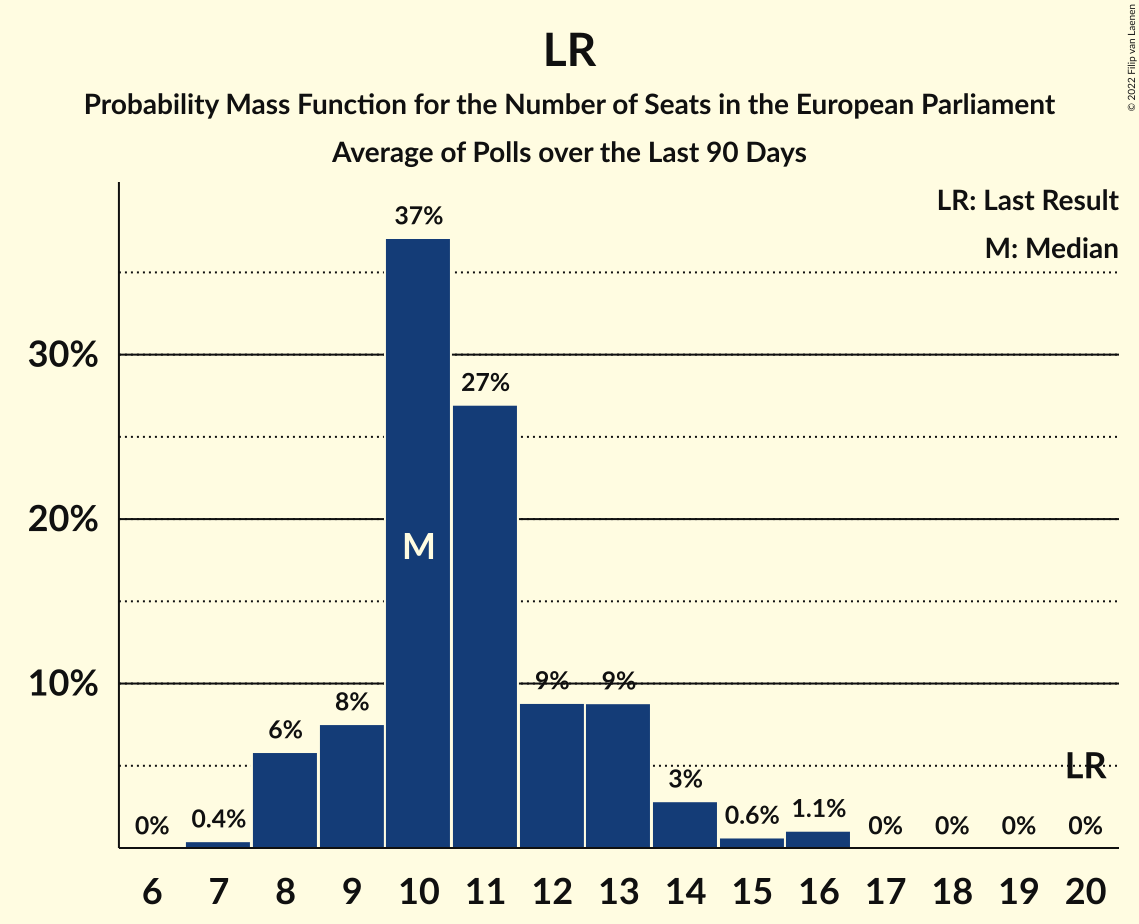 LR
Probability Mass Function for the Number of Seats in the European Parliament
Average of Polls over the Last 90 Days
© 2022 Filip van Laenen
LR: Last Result
M: Median
37%
30%
27%
20%
M
10%
9%
9%
8%
6%
LR
3%
1.1%
0.6%
0.4%
0%
0%
0%
0%
0%
6 7 8 9 10 11 12 13 14 15 16 17 18 19 20